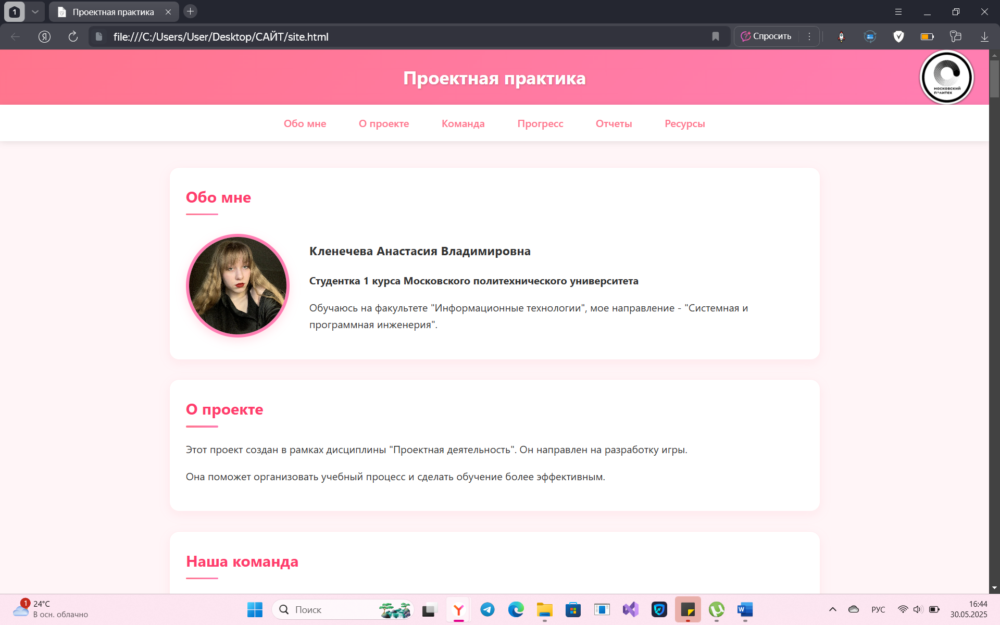 1
Проектная практика
file:///C:/Users/User/Desktop/САЙТ/site.html
Спросить
Проектная практика
московский
политех
Обо мне
О проекте
Команда
Прогресс
Отчеты
Ресурсы
Обо мне
Кленечева Анастасия Владимировна
Студентка 1 курса Московского политехнического университета
Обучаюсь на факультете "Информационные технологии", мое направление - "Системная и
программная инженерия".
О проекте
Этот проект создан в рамках дисциплины "Проектная деятельность". Он направлен на разработку игры.
Она поможет организовать учебный процесс и сделать обучение более эффективным.
Наша команда
1
24°C
В осн. облачно
Поиск
РУС
16:44
30.05.2025